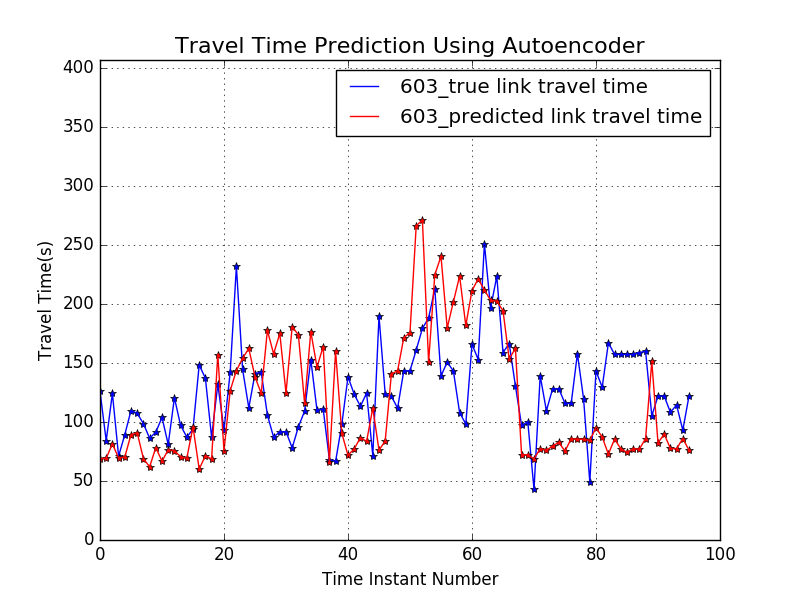 Travel Time Prediction Using Autoencoder
400
603_true link travel time
603_predicted link travel time
350
300
250
200
150
100
50
0
Travel Time(s)
0 20 40 60 80 100
Time Instant Number